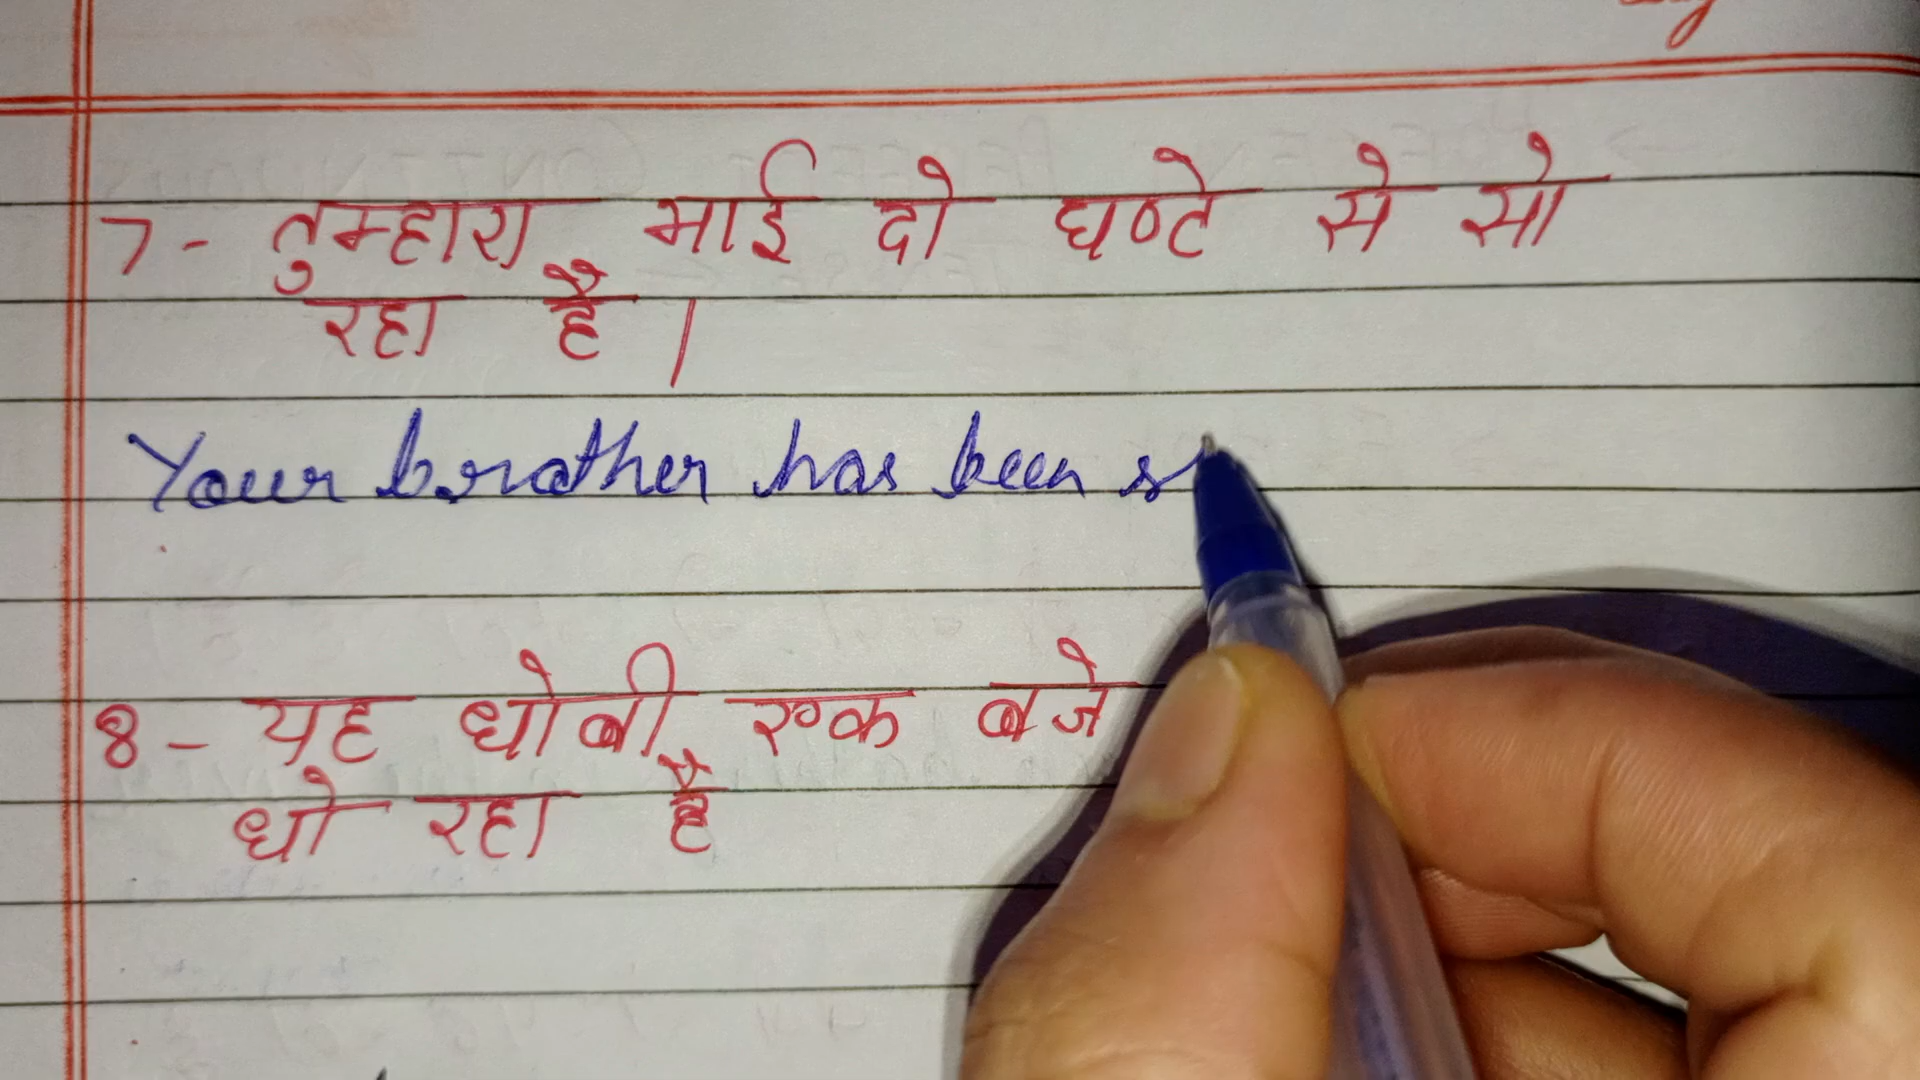 7- तुम्हारा भाई दो घण्टे से सो
रहा है।
Your brother has been
8- यह धोबी एक बजे
धो रहा है